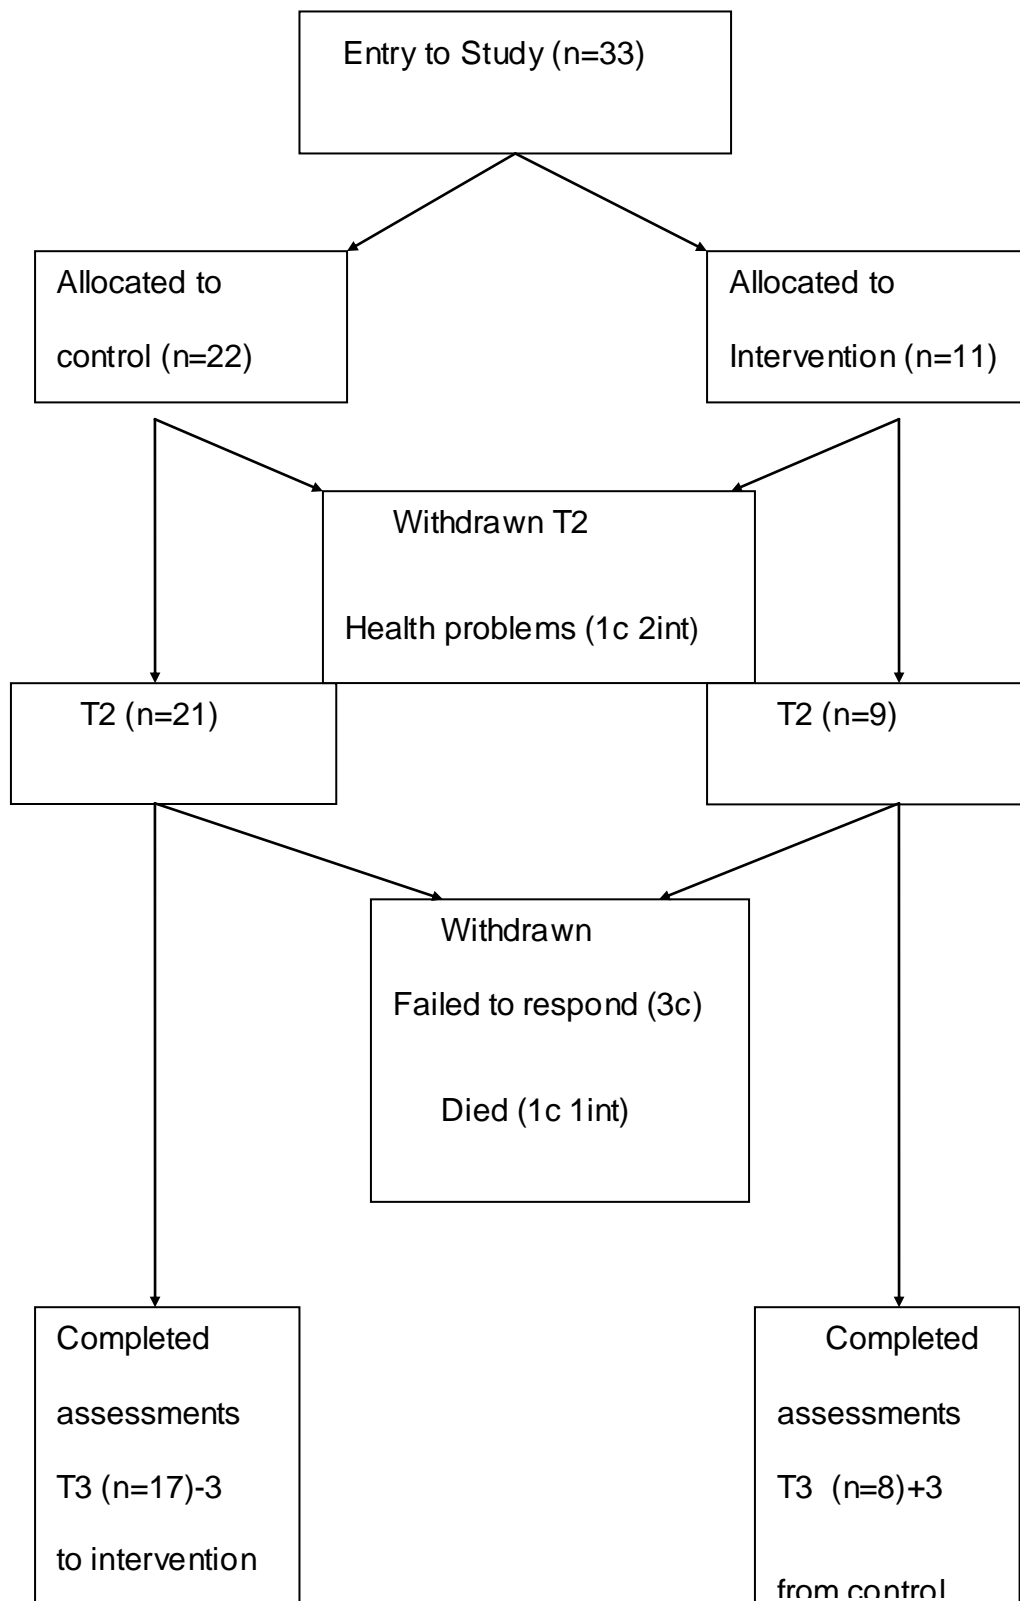 Entry to Study (n=33)
Allocated to
control (n=22)
Allocated to
Intervention (n=11)
Withdrawn T2
Health problems (1c 2int)
T2 (n=21)
T2 (n=9)
Withdrawn
Failed to respond (3c)
Died (1c 1int)
Completed
assessments
T3 (n=17)-3
to intervention
Completed
assessments
T3 (n=8)+3
from control